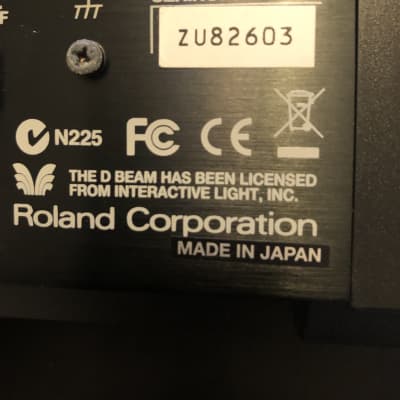 ZU82603
N225 FC CE
THE D BEAM HAS BEEN LICENSED
FROM INTERACTIVE LIGHT, INC.
Roland Corporation
MADE IN JAPAN